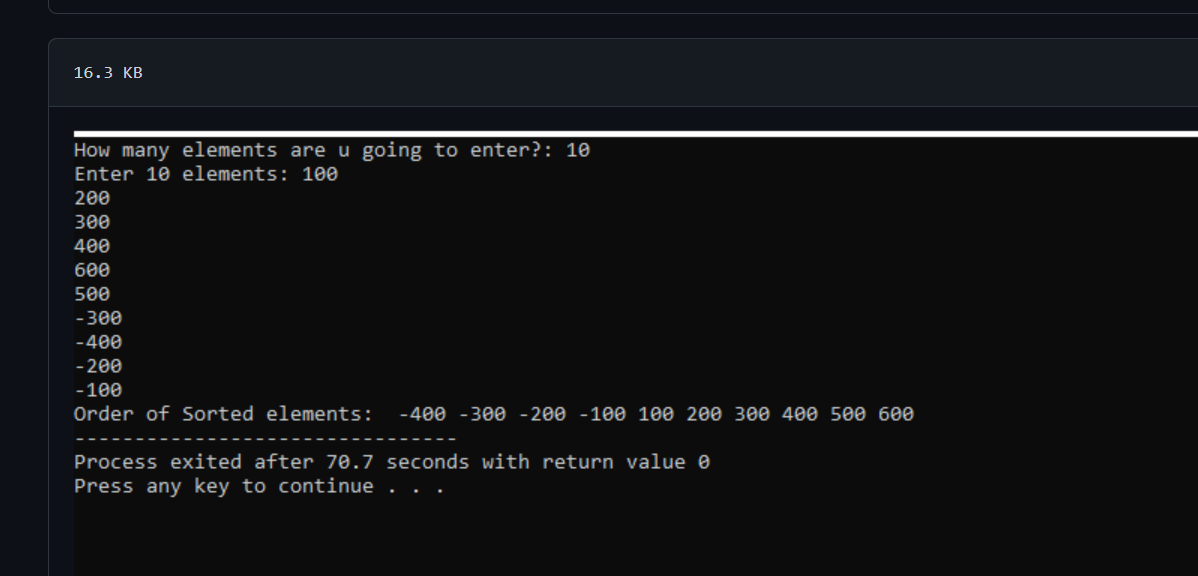 16.3 KB
How many elements are u going to enter?: 10
Enter 10 elements: 100
200
300
400
600
500
-300
-400
-200
-100
Order of Sorted elements:  -400 -300 -200 -100 100 200 300 400 500 600
--------------------------------
Process exited after 70.7 seconds with return value 0
Press any key to continue . . .